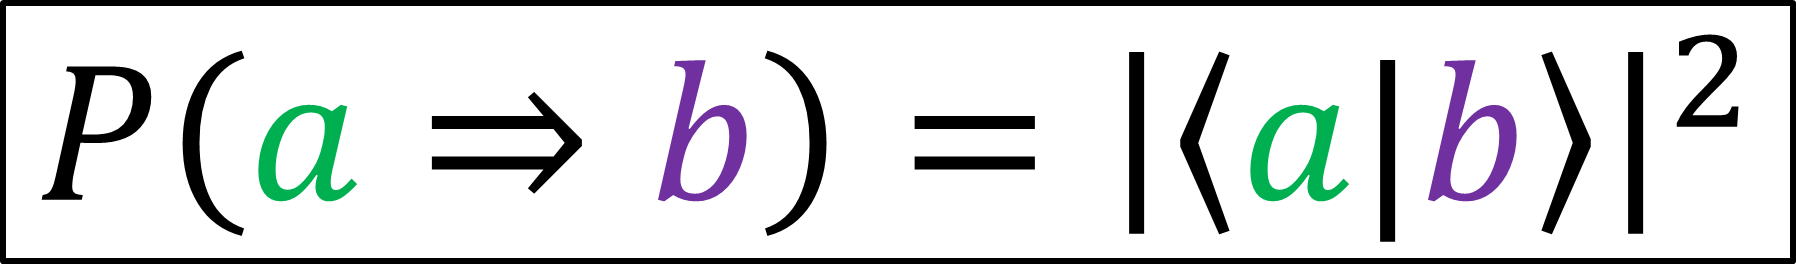 P(a ⇒ b) = |⟨a|b⟩|²